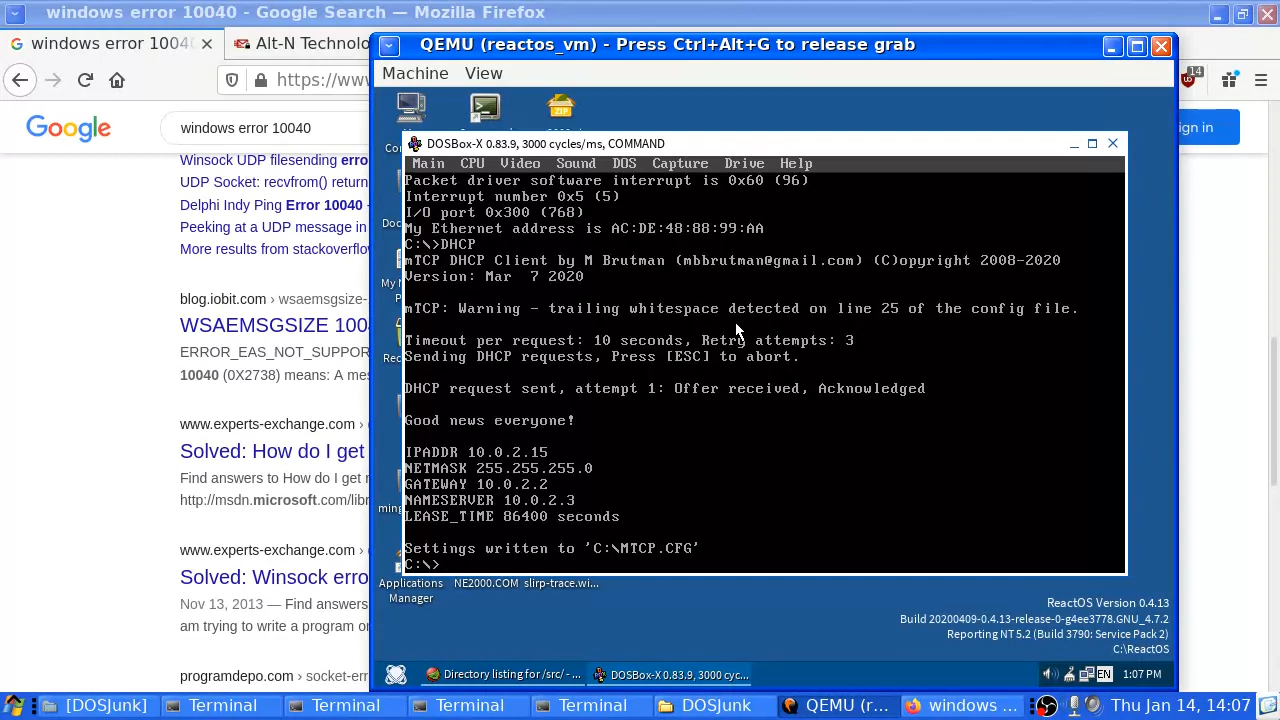 windows error 10040 - Google Search — Mozilla Firefox
windows error 1004
Alt-N Technolo
https://ww
14
Google
windows error 10040
ign in
Winsock UDP filesending erro
UDP Socket: recvfrom() return
Delphi Indy Ping Error 10040 -
Peeking at a UDP message in
More results from stackoverflo
blog.iobit.com › wsaemsgsize-
WSAEMSGSIZE 100
ERROR_EAS_NOT_SUPPOR
10040 (0X2738) means: A mes
www.experts-exchange.com ›
Solved: How do I get
Find answers to How do I get r
http://msdn.microsoft.com/libr
www.experts-exchange.com ›
Solved: Winsock erro
Nov 13, 2013 — Find answers
am trying to write a program or
programdepo.com › socket-err
QEMU (reactos_vm) - Press Ctrl+Alt+G to release grab
Machine View
ZIP
Cor
Doc
My N
P
Rec
ming
DOSBox-X 0.83.9, 3000 cycles/ms, COMMAND
Main CPU Video Sound DOS Capture Drive Help
Packet driver software interrupt is 0x60 (96)
Interrupt number 0x5 (5)
I/O port 0x300 (768)
My Ethernet address is AC:DE:48:88:99:AA
C:\>DHCP
mTCP DHCP Client by M Brutman (mbbrutman@gmail.com) (C)opyright 2008-2020
Version: Mar  7 2020
mTCP: Warning - trailing whitespace detected on line 25 of the config file.
Timeout per request: 10 seconds, Retry attempts: 3
Sending DHCP requests, Press [ESC] to abort.
DHCP request sent, attempt 1: Offer received, Acknowledged
Good news everyone!
IPADDR 10.0.2.15
NETMASK 255.255.255.0
GATEWAY 10.0.2.2
NAMESERVER 10.0.2.3
LEASE_TIME 86400 seconds
Settings written to 'C:\MTCP.CFG'
C:\>
Applications
Manager
NE2000.COM
slirp-trace.wi...
ReactOS Version 0.4.13
Build 20200409-0.4.13-release-0-g4ee3778.GNU_4.7.2
Reporting NT 5.2 (Build 3790: Service Pack 2)
C:\ReactOS
Directory listing for /src/ - ...
DOSBox-X 0.83.9, 3000 cyc...
EN
1:07 PM
[DOSJunk]
Terminal
Terminal
Terminal
Terminal
DOSJunk
QEMU (r...
windows ...
Thu Jan 14, 14:07